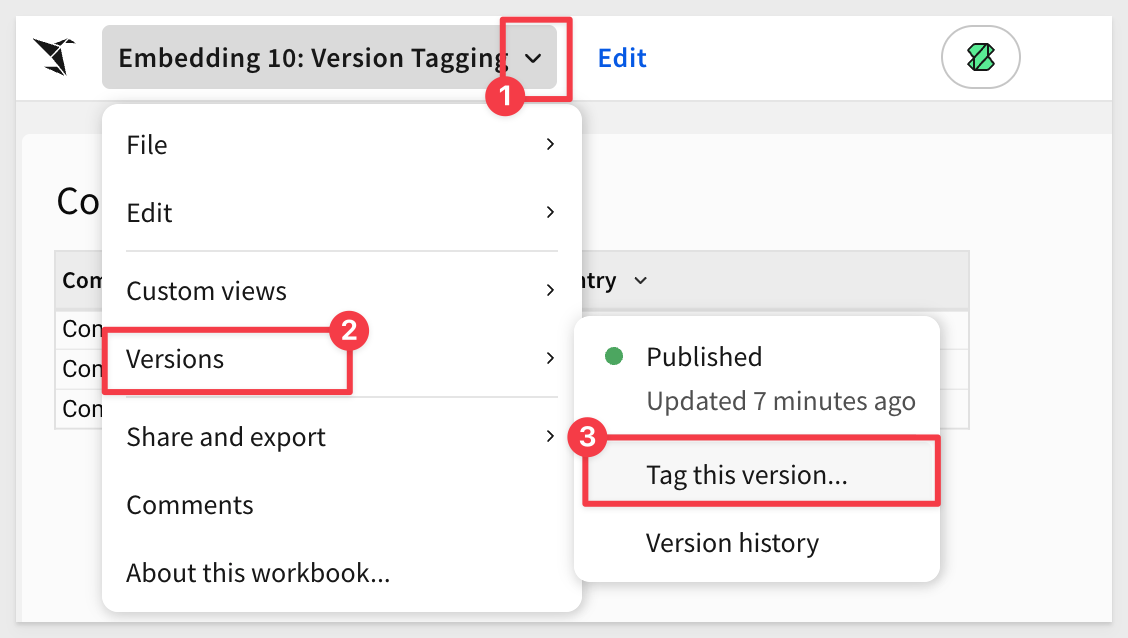 Embedding 10: Version Tagging
Edit
1
File
Edit
Co
Com
ntry
Custom views
Con
2
Versions
Con
Published
Updated 7 minutes ago
Con
3
Share and export
Tag this version...
Comments
Version history
About this workbook...